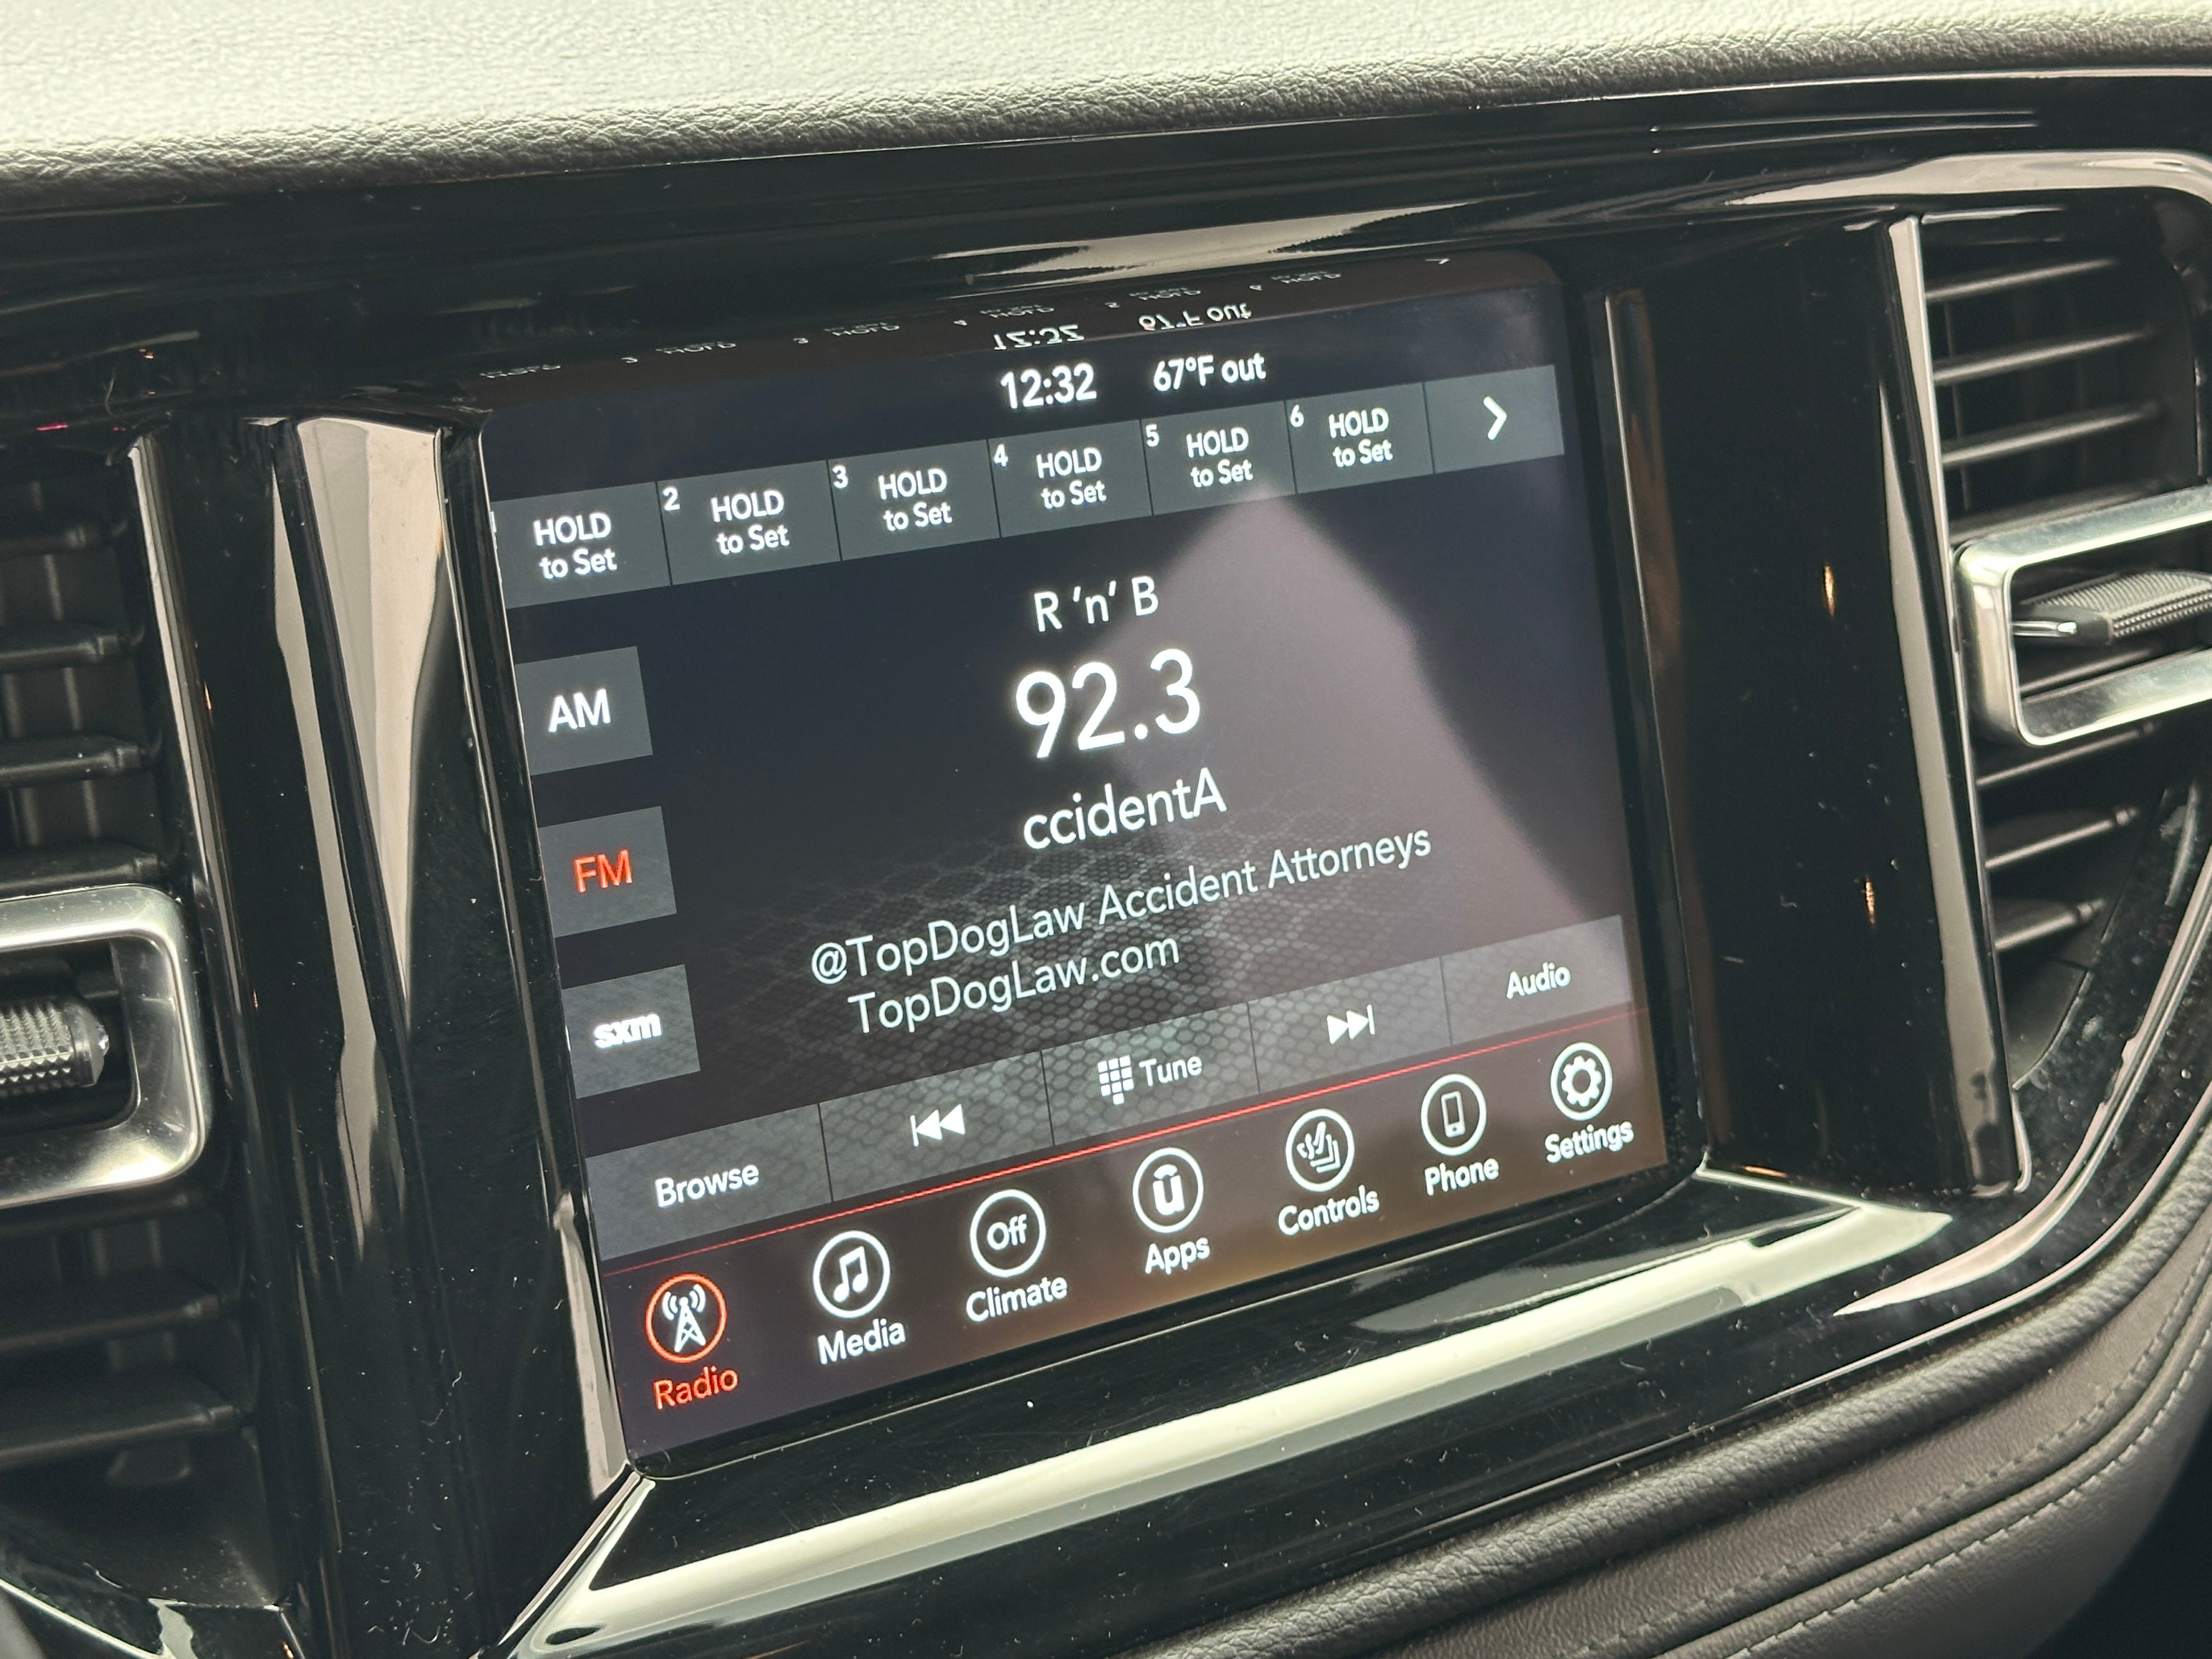 12:32 67°F out
HOLD to Set
2 HOLD to Set
3 HOLD to Set
4 HOLD to Set
5 HOLD to Set
6 HOLD to Set
R 'n' B
92.3
AM
ccidentA
FM
@TopDogLaw Accident Attorneys
TopDogLaw.com
sxm
Browse
Tune
Audio
Radio
Media
Off
Climate
Apps
Controls
Phone
Settings